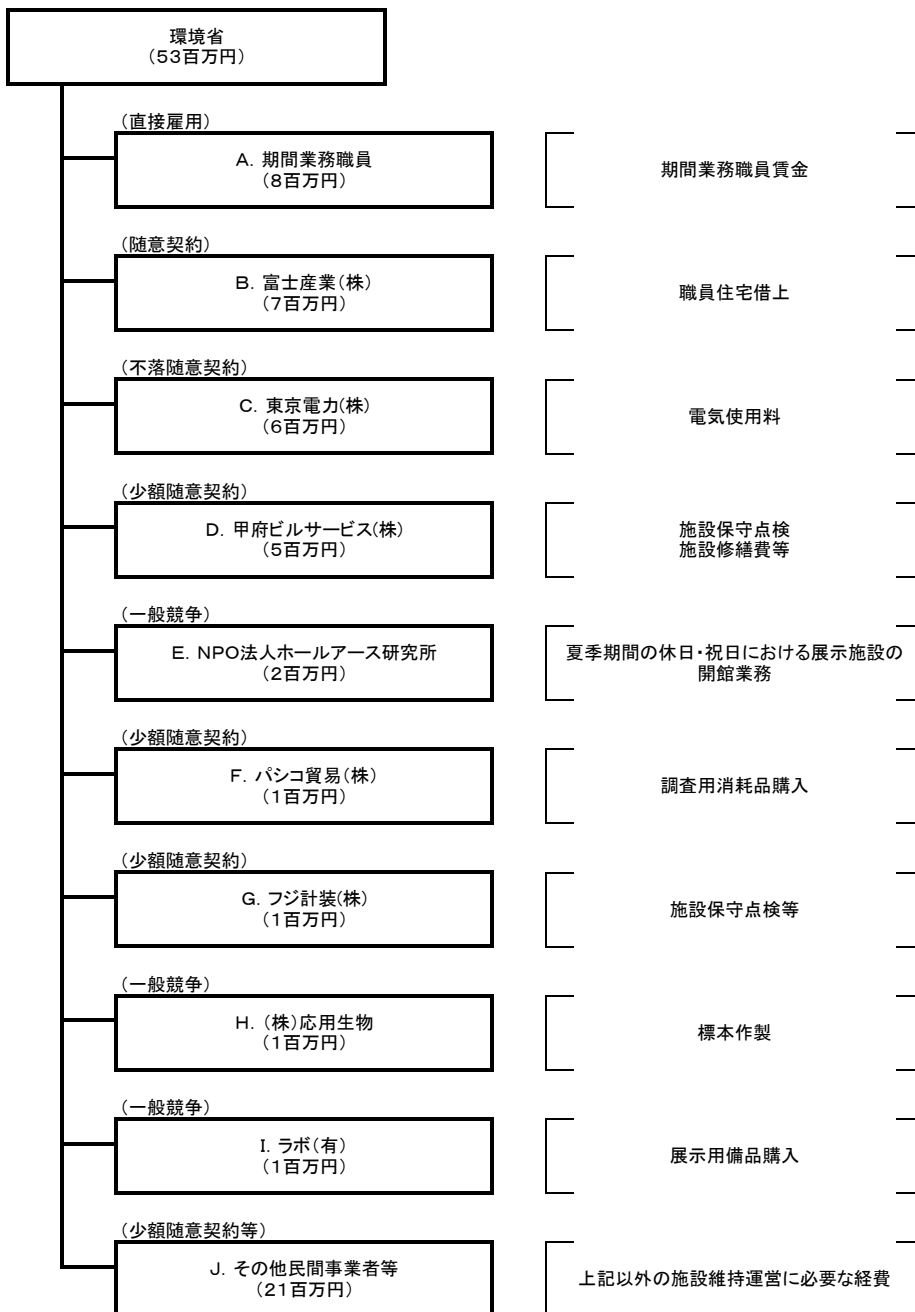 環境省
（53百万円）
（直接雇用）
A．期間業務職員
（8百万円）
期間業務職員賃金
（随意契約）
B．富士産業（株）
（7百万円）
職員住宅借上
（不落随意契約）
C．東京電力(株)
（6百万円）
電気使用料
（少額随意契約）
D．甲府ビルサービス(株)
（5百万円）
施設保守点検
施設修繕費等
（一般競争）
E．NPO法人ホールアース研究所
（2百万円）
夏季期間の休日・祝日における展示施設の
開館業務
（少額随意契約）
F．パシコ貿易（株）
（1百万円）
調査用消耗品購入
（少額随意契約）
G．フジ計装(株)
（1百万円）
施設保守点検等
（一般競争）
H．（株）応用生物
（1百万円）
標本作製
（一般競争）
I．ラボ（有）
（1百万円）
展示用備品購入
（少額随意契約等）
J．その他民間事業者等
（21百万円）
上記以外の施設維持運営に必要な経費